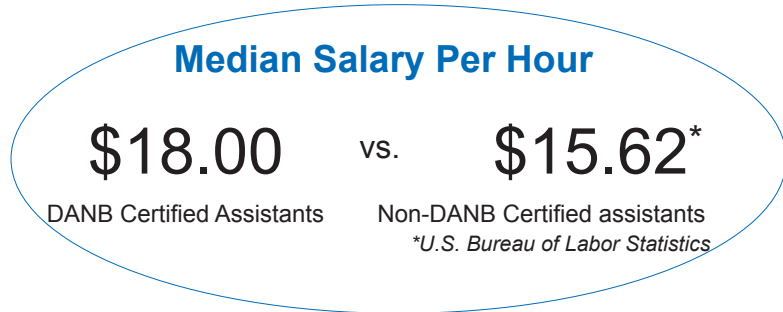 Median Salary Per Hour
$18.00 vs. $15.62*
DANB Certified Assistants Non-DANB Certified assistants
*U.S. Bureau of Labor Statistics